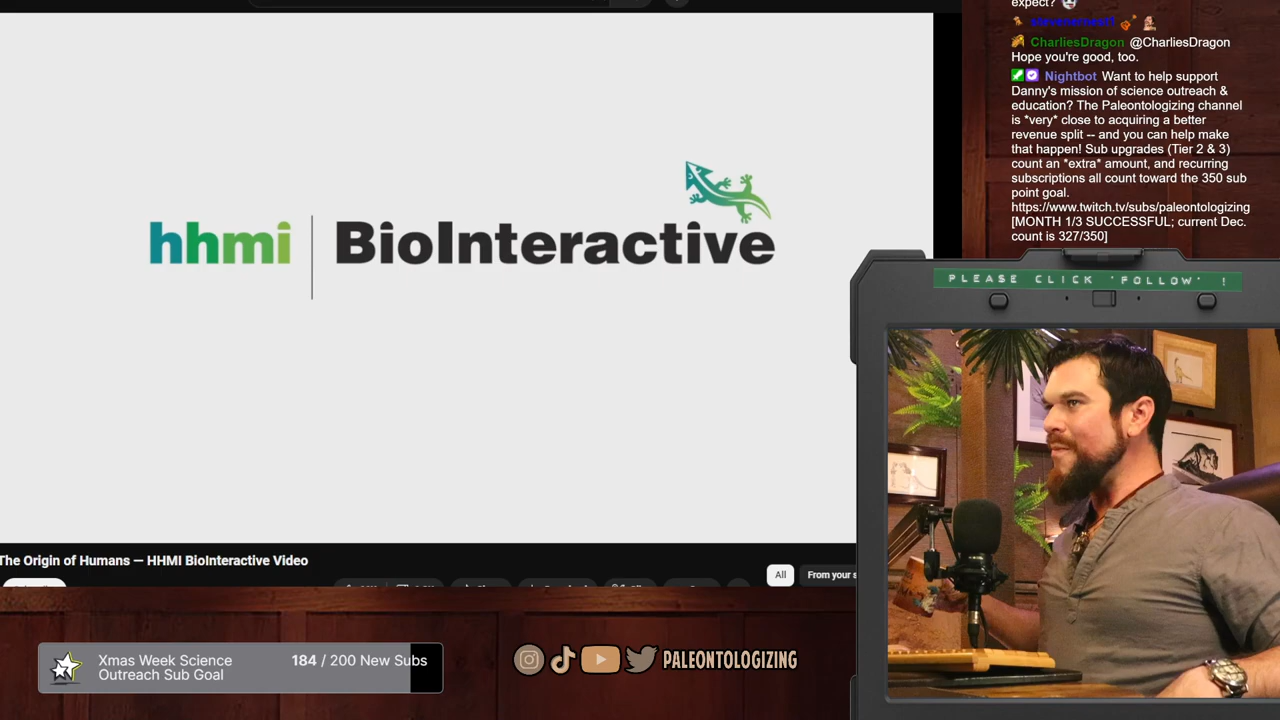 hhmi
BioInteractive
The Origin of Humans — HHMI BioInteractive Video
All
From your s
expect?
CharliesDragon @CharliesDragon
Hope you're good, too.
Nightbot Want to help support
Danny's mission of science outreach &
education? The Paleontologizing channel
is *very* close to acquiring a better
revenue split -- and you can help make
that happen! Sub upgrades (Tier 2 & 3)
count an *extra* amount, and recurring
subscriptions all count toward the 350 sub
point goal.
https://www.twitch.tv/subs/paleontologizing
[MONTH 1/3 SUCCESSFUL; current Dec.
count is 327/350]
PLEASE CLICK "FOLLOW" !
Xmas Week Science
Outreach Sub Goal
184 / 200 New Subs
PALEONTOLOGIZING